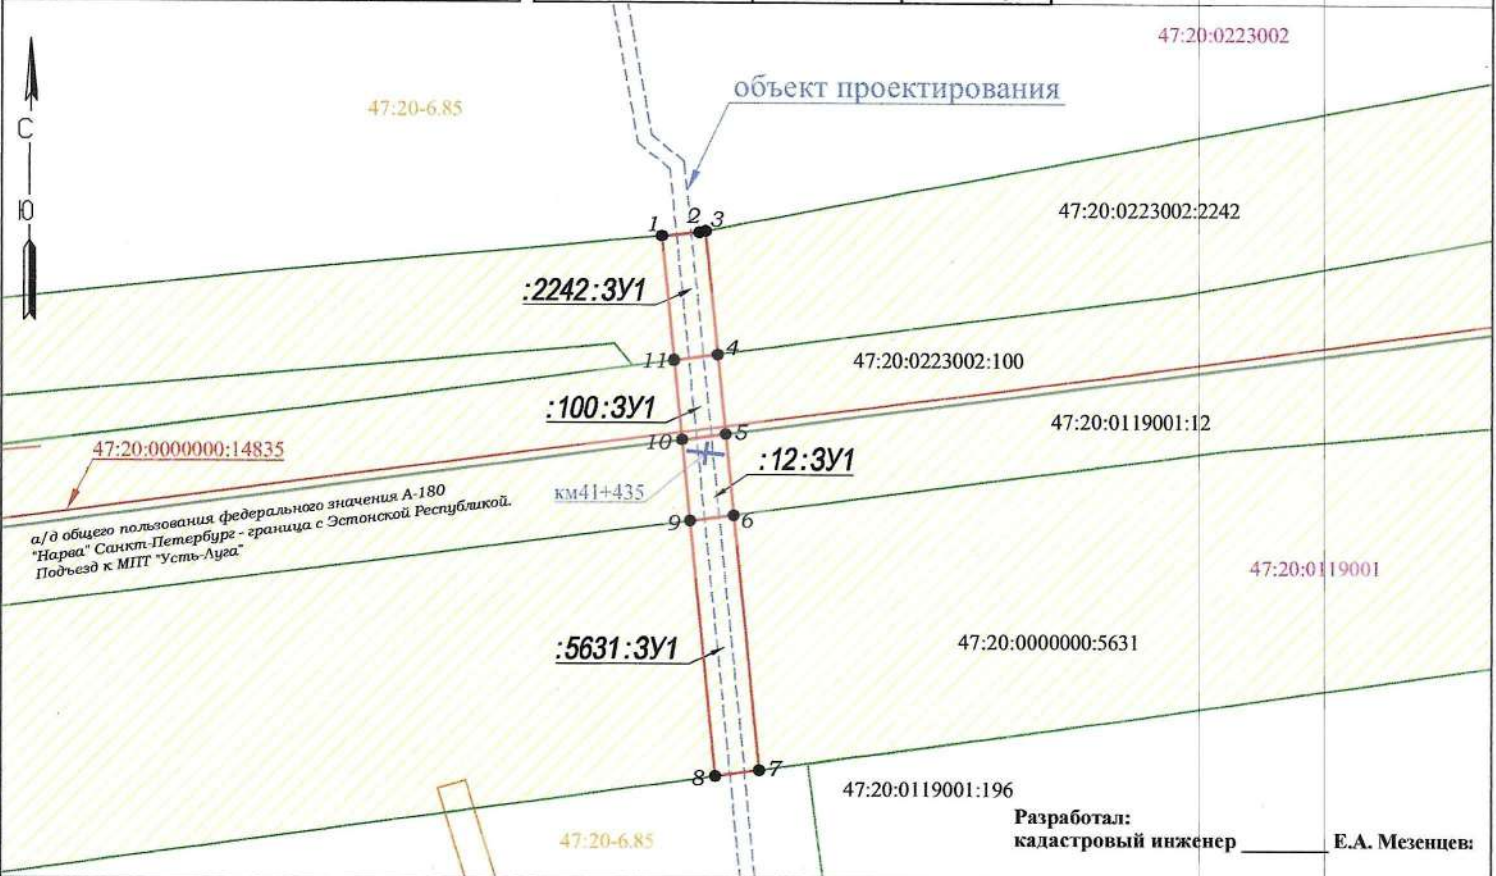 47:20:0223002
объект проектирования
47:20-6.85
С
Ю
47:20:0223002:2242
1
2
3
:2242:ЗУ1
4
11
47:20:0223002:100
:100:ЗУ1
47:20:0119001:12
5
10
47:20:0000000:14835
:12:ЗУ1
км41+435
а/д общего пользования федерального значения А-180
"Нарва" Санкт-Петербург - граница с Эстонской Республикой.
Подъезд к МПТ "Усть-Луга"
9
6
47:20:0119001
:5631:ЗУ1
47:20:0000000:5631
8
7
47:20:0119001:196
Разработал:
кадастровый инженер ________ Е.А. Мезенцев
47:20-6.85